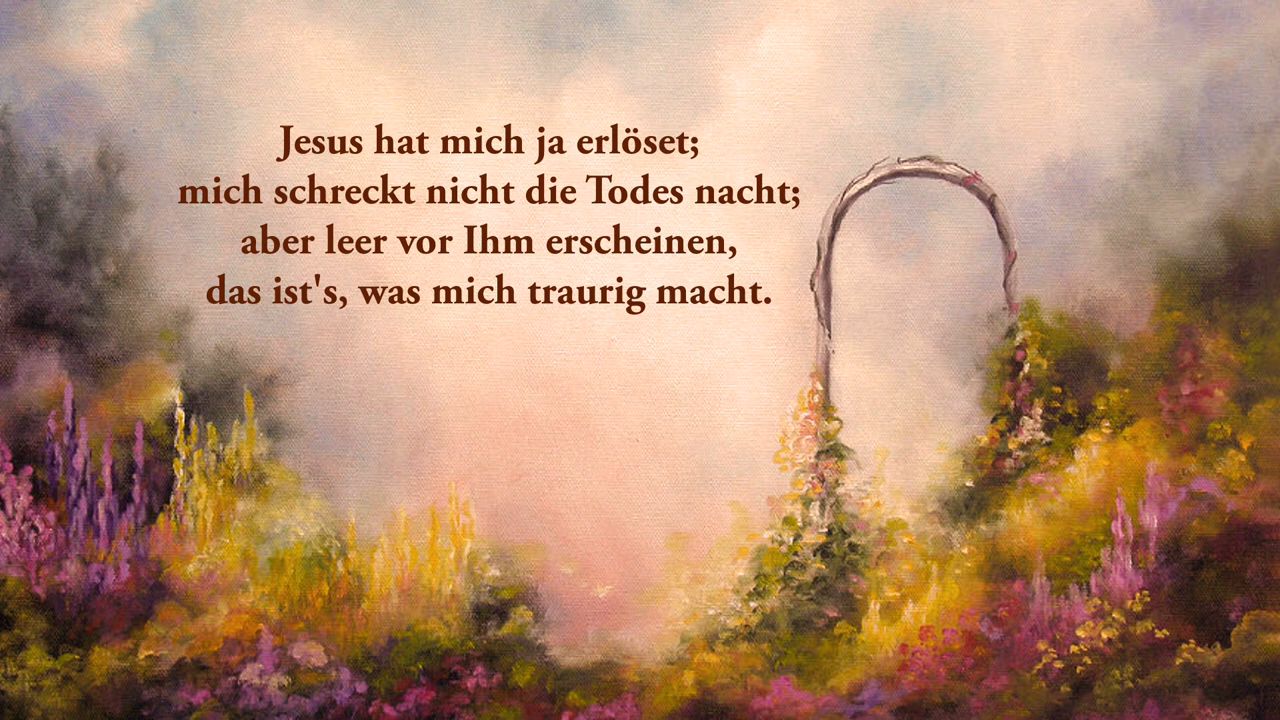 Jesus hat mich ja erlöset;
mich schreckt nicht die Todes nacht;
aber leer vor Ihm erscheinen,
das ist's, was mich traurig macht.